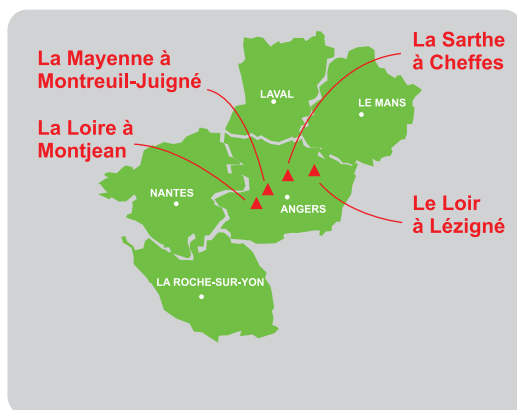 La Mayenne à
Montreuil-Juigné
La Sarthe
à Cheffes
La Loire à
Montjean
Le Loir
à Lézigné
LAVAL
LE MANS
NANTES
ANGERS
LA ROCHE-SUR-YON